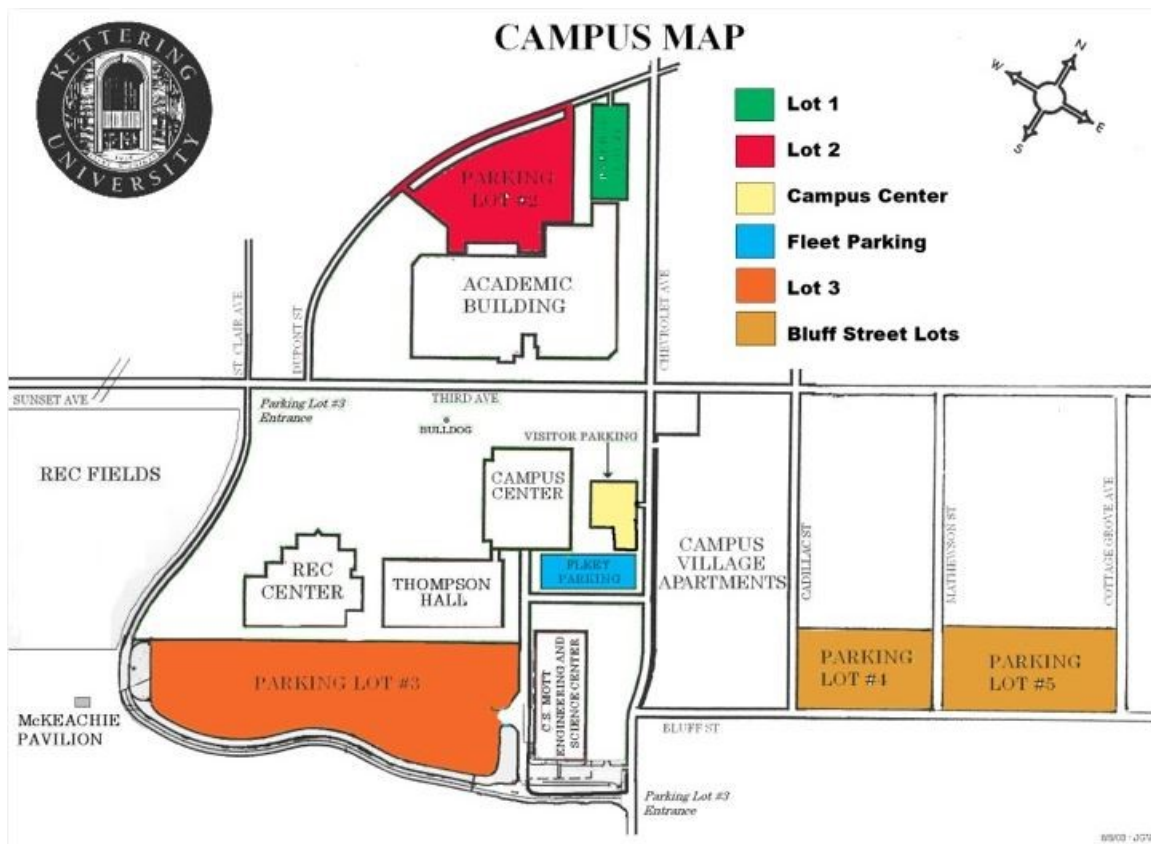 CAMPUS MAP
KETTERING
UNIVERSITY
N
W
E
S
Lot 1
Lot 2
Campus Center
Fleet Parking
Lot 3
Bluff Street Lots
PARKING
LOT #2
ACADEMIC
BUILDING
ST. CLAIR AVE
DUPONT ST
CHEVROLET AVE
SUNSET AVE
Parking Lot #3
Entrance
THIRD AVE
BULLDOG
VISITOR PARKING
REC FIELDS
CAMPUS
CENTER
REC
CENTER
THOMPSON
HALL
FLEET
PARKING
CAMPUS
VILLAGE
APARTMENTS
CADILLAC ST
MATHEWSON ST
COTTAGE GROVE AVE
PARKING LOT #3
C.S. MOTT
ENGINEERING AND
SCIENCE CENTER
PARKING
LOT #4
PARKING
LOT #5
McKEACHIE
PAVILION
BLUFF ST
Parking Lot #3
Entrance